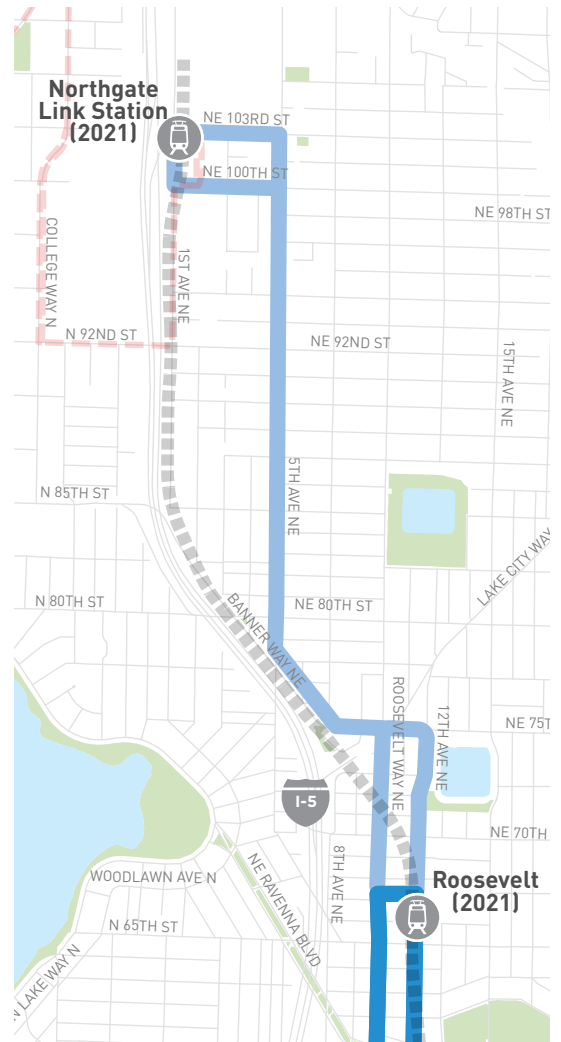 Northgate
Link Station
(2021)
NE 103RD ST
NE 100TH ST
NE 98TH ST
COLLEGE WAY N
1ST AVE NE
N 92ND ST
NE 92ND ST
15TH AVE NE
5TH AVE NE
N 85TH ST
LAKE CITY WAY
N 80TH ST
BANNER WAY NE
NE 80TH ST
ROOSEVELT WAY NE
12TH AVE NE
NE 75T
I-5
NE 70TH
8TH AVE NE
WOODLAWN AVE N
NE RAVENNA BLVD
Roosevelt
(2021)
N 65TH ST
N LAKE WAY N